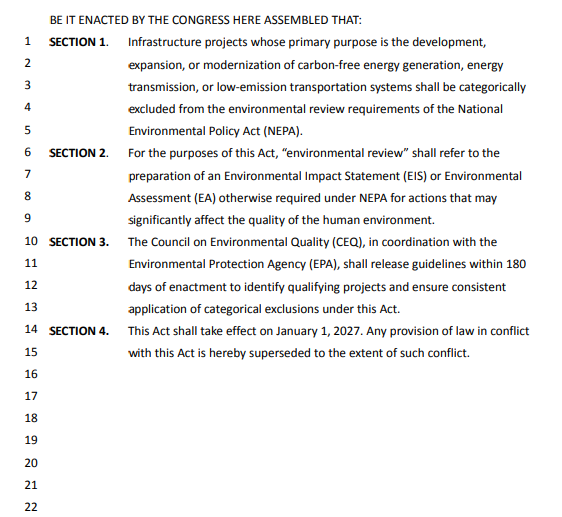 BE IT ENACTED BY THE CONGRESS HERE ASSEMBLED THAT:
1 SECTION 1. Infrastructure projects whose primary purpose is the development,
2 expansion, or modernization of carbon-free energy generation, energy
3 transmission, or low-emission transportation systems shall be categorically
4 excluded from the environmental review requirements of the National
5 Environmental Policy Act (NEPA).
6 SECTION 2. For the purposes of this Act, “environmental review” shall refer to the
7 preparation of an Environmental Impact Statement (EIS) or Environmental
8 Assessment (EA) otherwise required under NEPA for actions that may
9 significantly affect the quality of the human environment.
10 SECTION 3. The Council on Environmental Quality (CEQ), in coordination with the
11 Environmental Protection Agency (EPA), shall release guidelines within 180
12 days of enactment to identify qualifying projects and ensure consistent
13 application of categorical exclusions under this Act.
14 SECTION 4. This Act shall take effect on January 1, 2027. Any provision of law in conflict
15 with this Act is hereby superseded to the extent of such conflict.
16
17
18
19
20
21
22